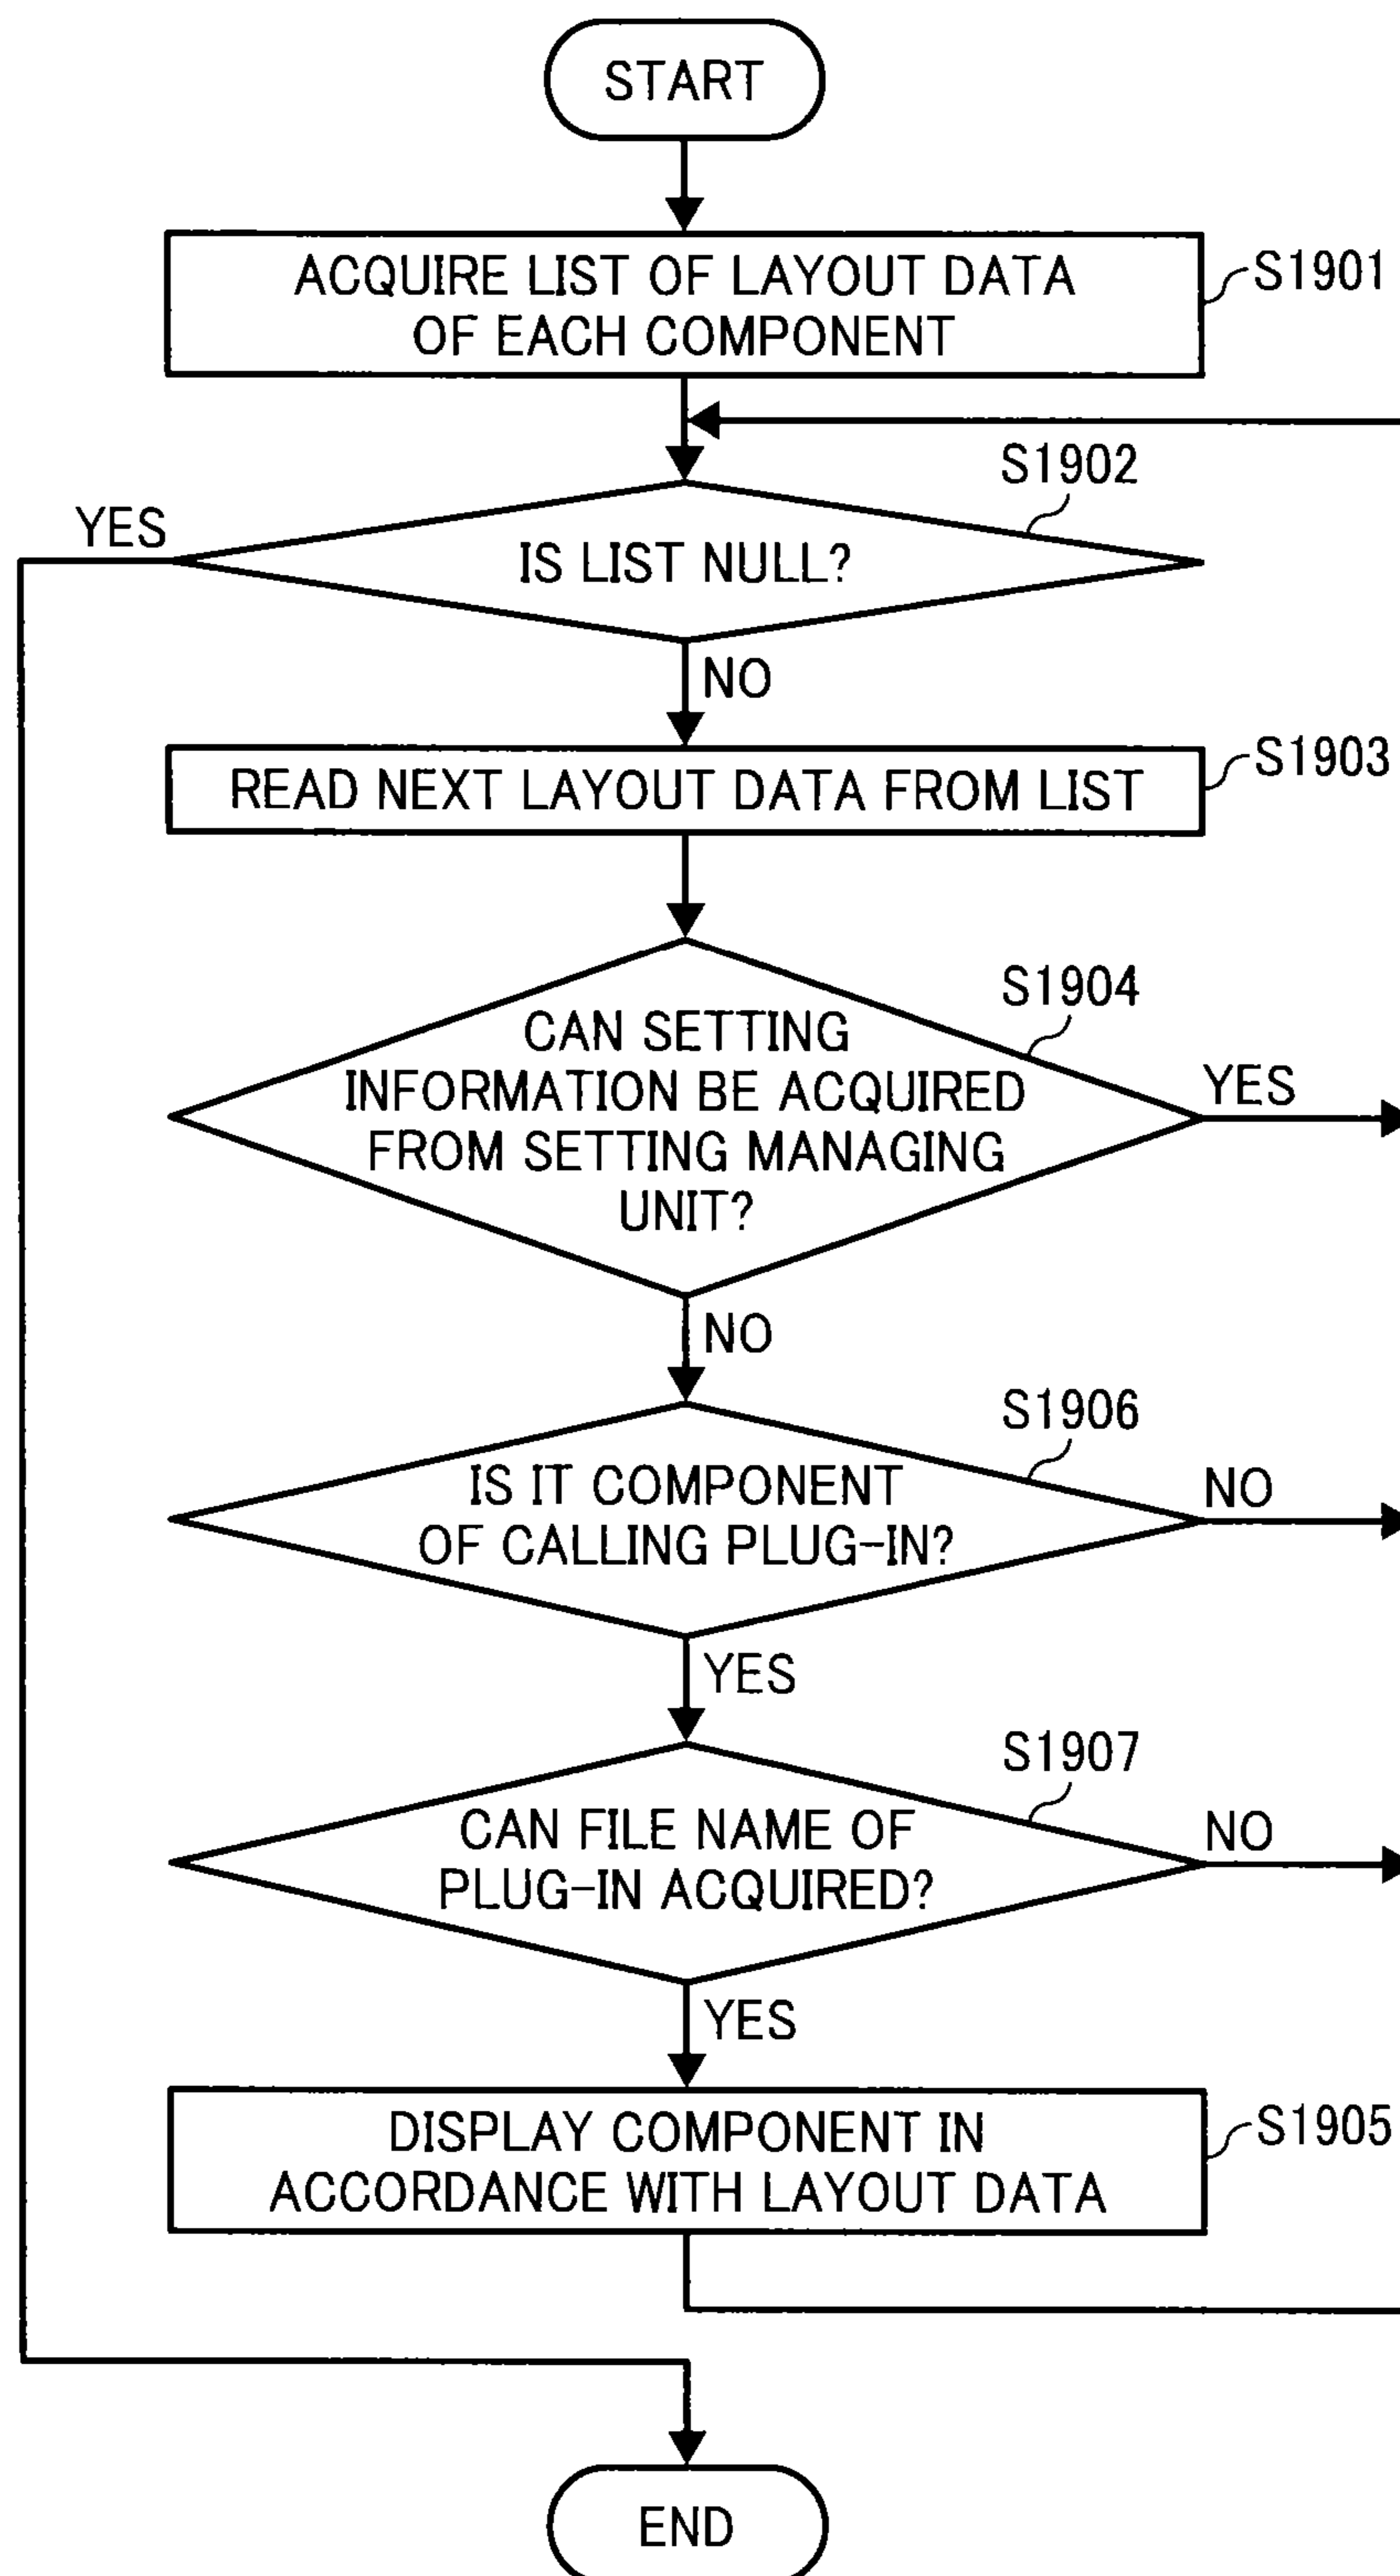 START
ACQUIRE LIST OF LAYOUT DATA
OF EACH COMPONENT
S1901
S1902
YES
IS LIST NULL?
NO
READ NEXT LAYOUT DATA FROM LIST
S1903
S1904
CAN SETTING
INFORMATION BE ACQUIRED
FROM SETTING MANAGING
UNIT?
YES
NO
S1906
IS IT COMPONENT
OF CALLING PLUG-IN?
NO
YES
S1907
CAN FILE NAME OF
PLUG-IN ACQUIRED?
NO
YES
DISPLAY COMPONENT IN
ACCORDANCE WITH LAYOUT DATA
S1905
END